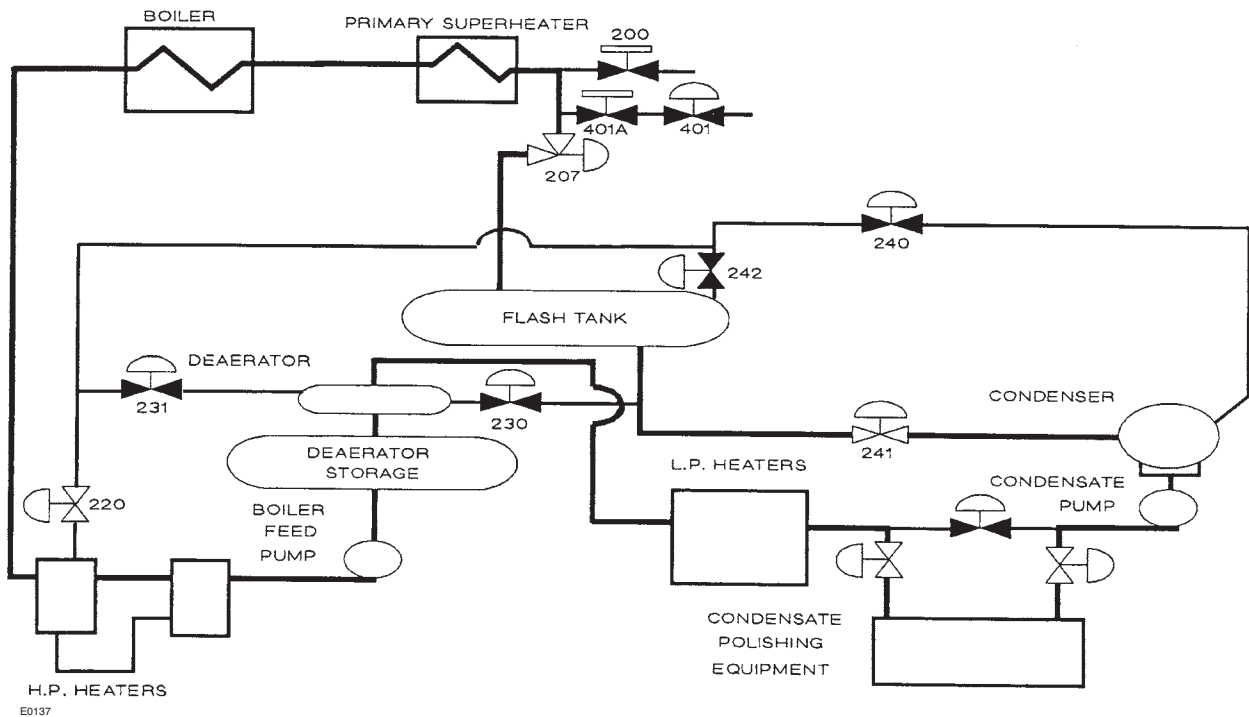 BOILER
PRIMARY SUPERHEATER
200
401A
401
207
240
242
FLASH TANK
DEAERATOR
231
230
CONDENSER
241
DEAERATOR
STORAGE
L.P. HEATERS
CONDENSATE
PUMP
220
BOILER
FEED
PUMP
CONDENSATE
POLISHING
EQUIPMENT
H.P. HEATERS
E0137